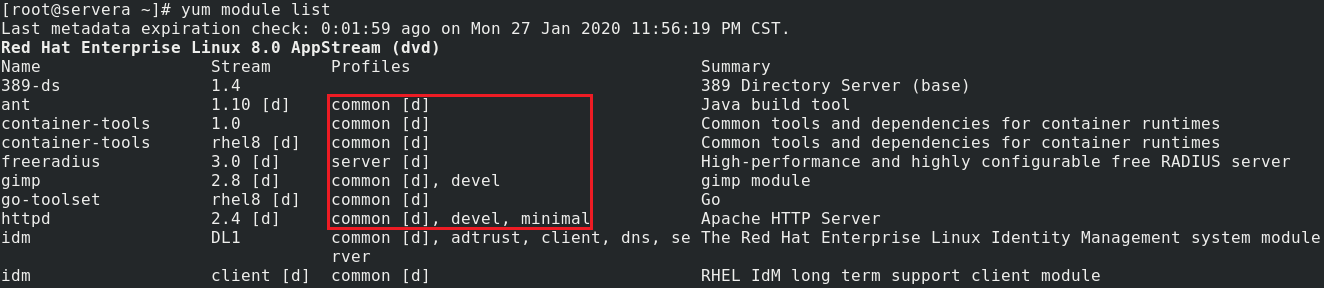 [root@servera ~]# yum module list
Last metadata expiration check: 0:01:59 ago on Mon 27 Jan 2020 11:56:19 PM CST.
Red Hat Enterprise Linux 8.0 AppStream (dvd)
Name Stream Profiles Summary
389-ds 1.4 389 Directory Server (base)
ant 1.10 [d] common [d] Java build tool
container-tools 1.0 common [d] Common tools and dependencies for container runtimes
container-tools rhel8 [d] common [d] Common tools and dependencies for container runtimes
freeradius 3.0 [d] server [d] High-performance and highly configurable free RADIUS server
gimp 2.8 [d] common [d], devel gimp module
go-toolset rhel8 [d] common [d] Go
httpd 2.4 [d] common [d], devel, minimal Apache HTTP Server
idm DL1 common [d], adtrust, client, dns, se The Red Hat Enterprise Linux Identity Management system module
rver
idm client [d] common [d] RHEL IdM long term support client module